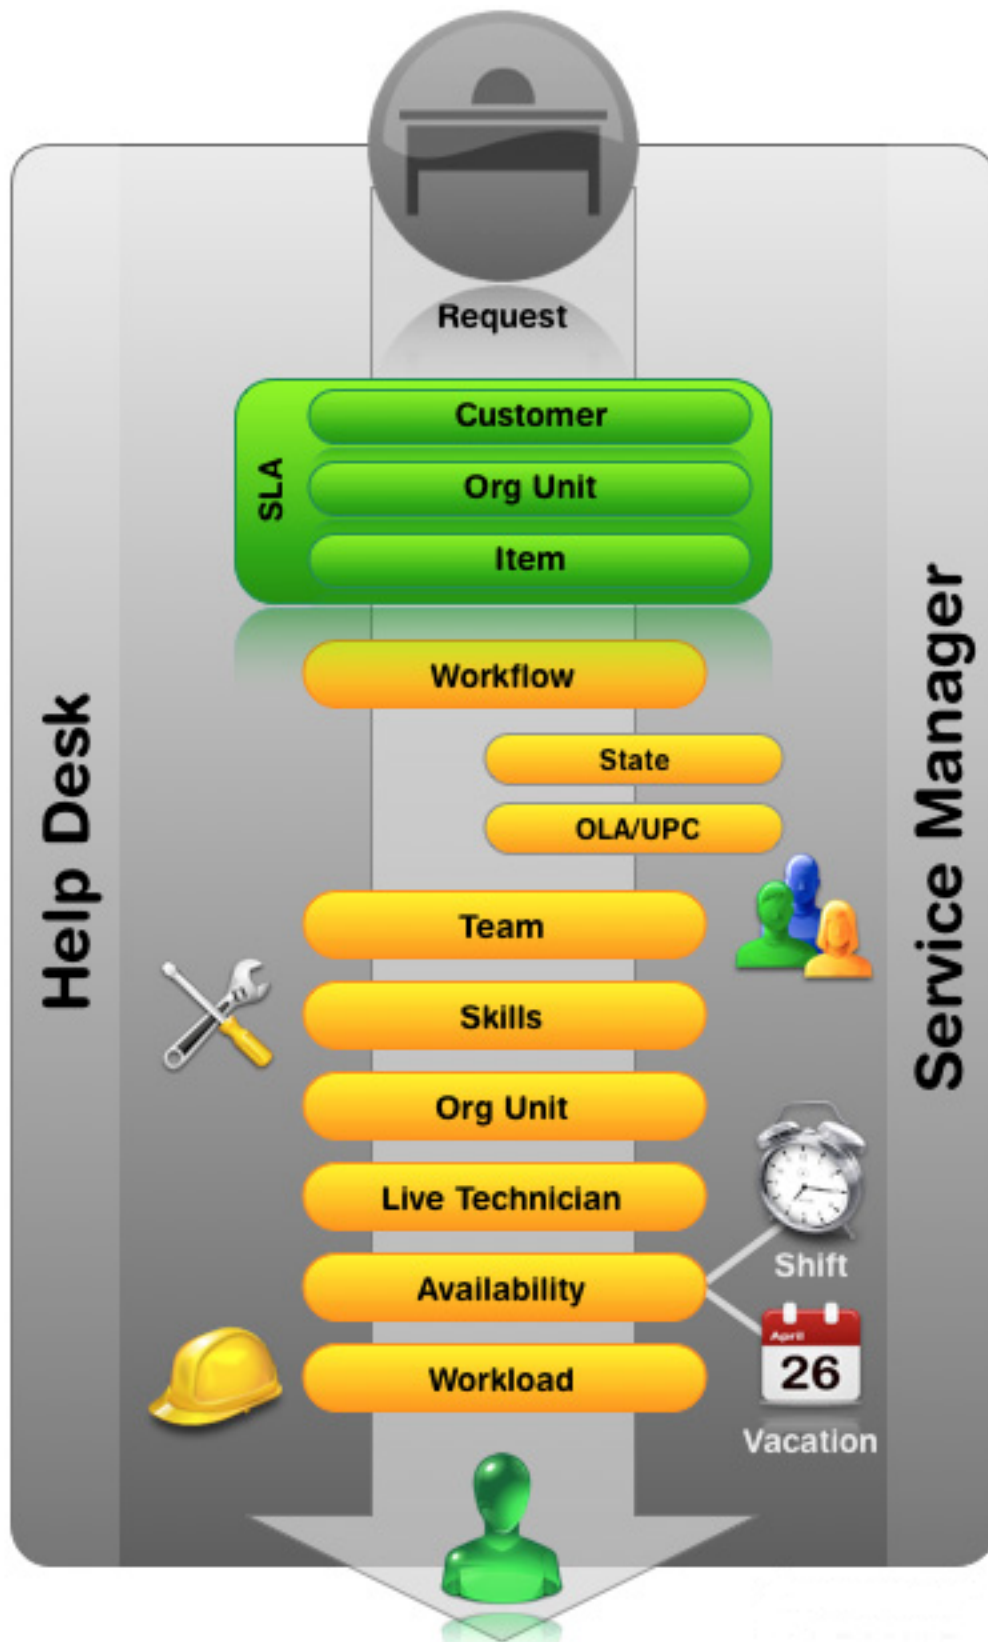 Request
SLA
Customer
Org Unit
Item
Workflow
State
OLA/UPC
Team
Skills
Org Unit
Live Technician
Availability
Shift
Workload
April
26
Vacation
Help Desk
Service Manager